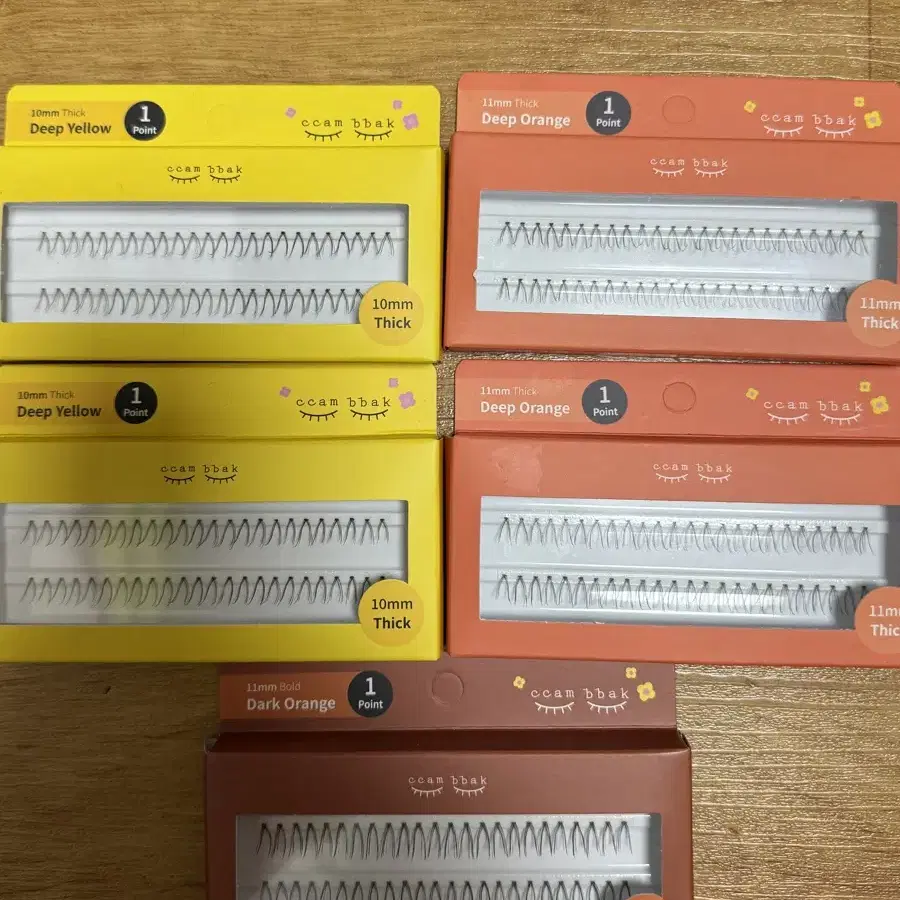 10mm Thick
Deep Yellow
1
Point
ccam bbak
ccam bbak
10mm
Thick
11mm Thick
Deep Orange
1
Point
ccam bbak
ccam bbak
11mm
Thick
10mm Thick
Deep Yellow
1
Point
ccam bbak
ccam bbak
10mm
Thick
11mm Thick
Deep Orange
1
Point
ccam bbak
ccam bbak
11mm
Thic
11mm Bold
Dark Orange
1
Point
ccam bbak
ccam bbak